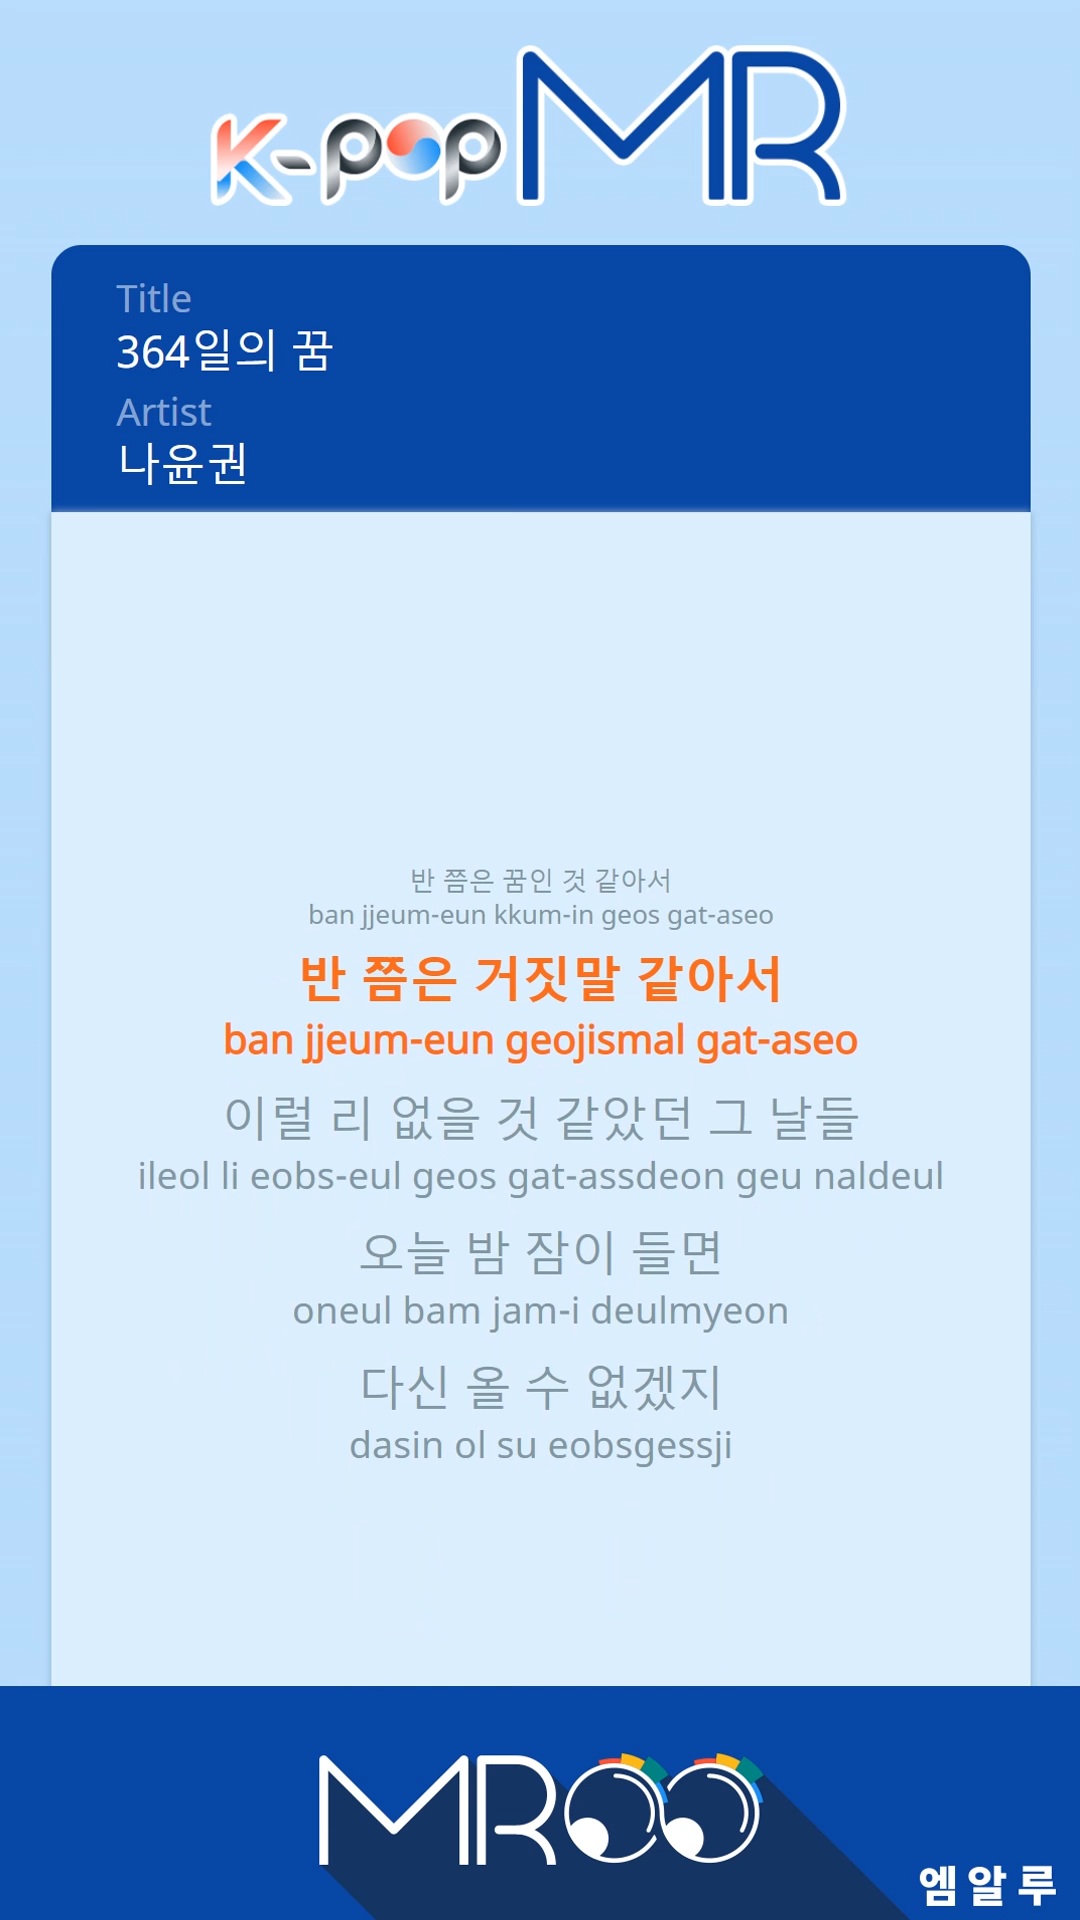 K-pop MR
Title
364일의 꿈
Artist
나윤권
반 쯤은 꿈인 것 같아서
ban jjeum-eun kkum-in geos gat-aseo
반 쯤은 거짓말 같아서
ban jjeum-eun geojismal gat-aseo
이럴 리 없을 것 같았던 그 날들
ileol li eobs-eul geos gat-assdeon geu naldeul
오늘 밤 잠이 들면
oneul bam jam-i deulmyeon
다신 올 수 없겠지
dasin ol su eobsgessji
MROO
엠알루